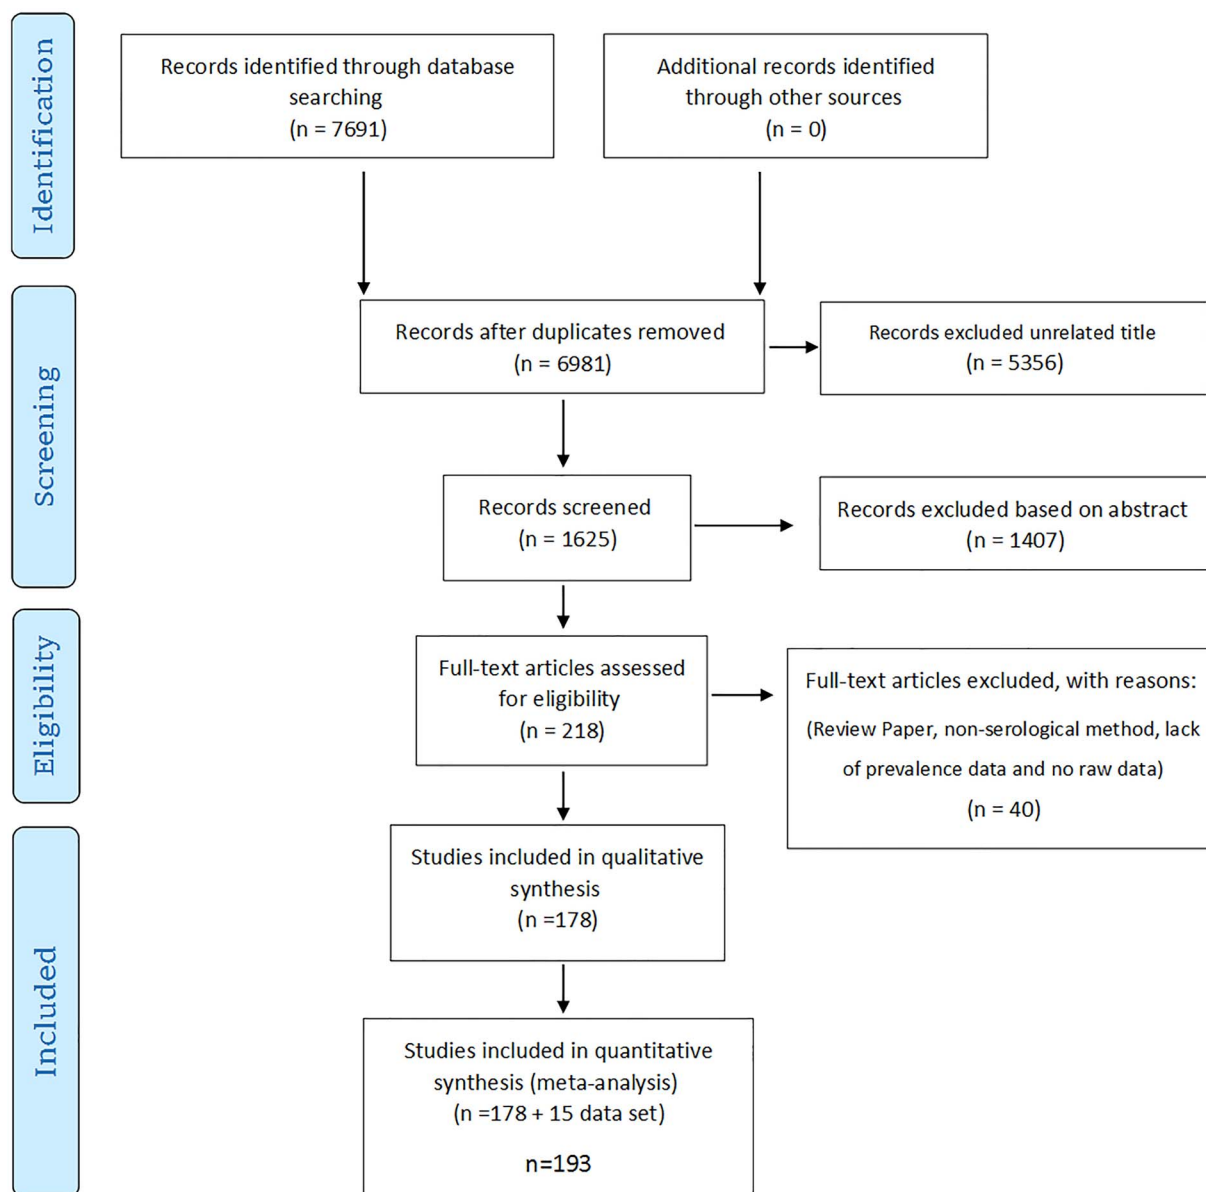 Identification
Records identified through database
searching
(n = 7691)
Additional records identified
through other sources
(n = 0)
Screening
Records after duplicates removed
(n = 6981)
Records excluded unrelated title
(n = 5356)
Records screened
(n = 1625)
Records excluded based on abstract
(n = 1407)
Eligibility
Full-text articles assessed
for eligibility
(n = 218)
Full-text articles excluded, with reasons:
(Review Paper, non-serological method, lack
of prevalence data and no raw data)
(n = 40)
Included
Studies included in qualitative
synthesis
(n =178)
Studies included in quantitative
synthesis (meta-analysis)
(n =178 + 15 data set)
n=193